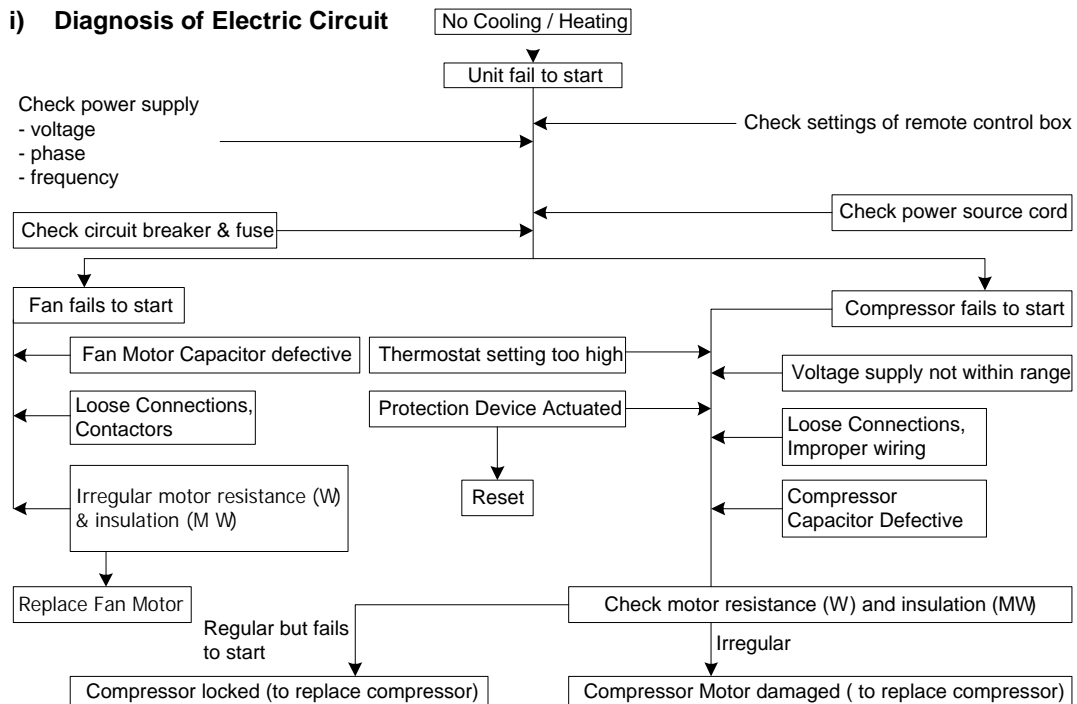 i) Diagnosis of Electric Circuit
No Cooling / Heating
Unit fail to start
Check power supply
- voltage
- phase
- frequency
Check settings of remote control box
Check power source cord
Check circuit breaker & fuse
Fan fails to start
Compressor fails to start
Fan Motor Capacitor defective
Thermostat setting too high
Voltage supply not within range
Loose Connections,
Contactors
Protection Device Actuated
Loose Connections,
Improper wiring
Irregular motor resistance (W)
& insulation (M W)
Reset
Compressor
Capacitor Defective
Replace Fan Motor
Check motor resistance (W) and insulation (MW)
Regular but fails
to start
Irregular
Compressor locked (to replace compressor)
Compressor Motor damaged ( to replace compressor)